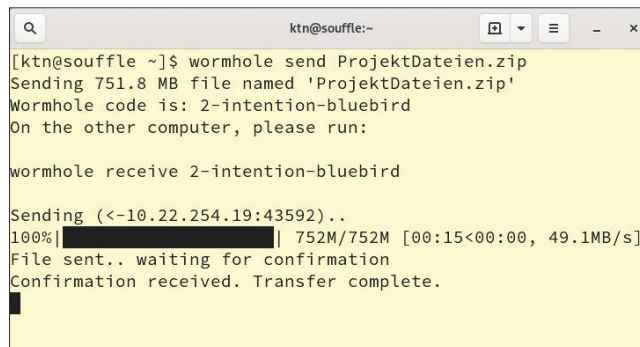 ktn@souffle:~
[ktn@souffle ~]$ wormhole send ProjektDateien.zip
Sending 751.8 MB file named 'ProjektDateien.zip'
Wormhole code is: 2-intention-bluebird
On the other computer, please run:
wormhole receive 2-intention-bluebird
Sending (<-10.22.254.19:43592)..
100%| | 752M/752M [00:15<00:00, 49.1MB/s]
File sent.. waiting for confirmation
Confirmation received. Transfer complete.